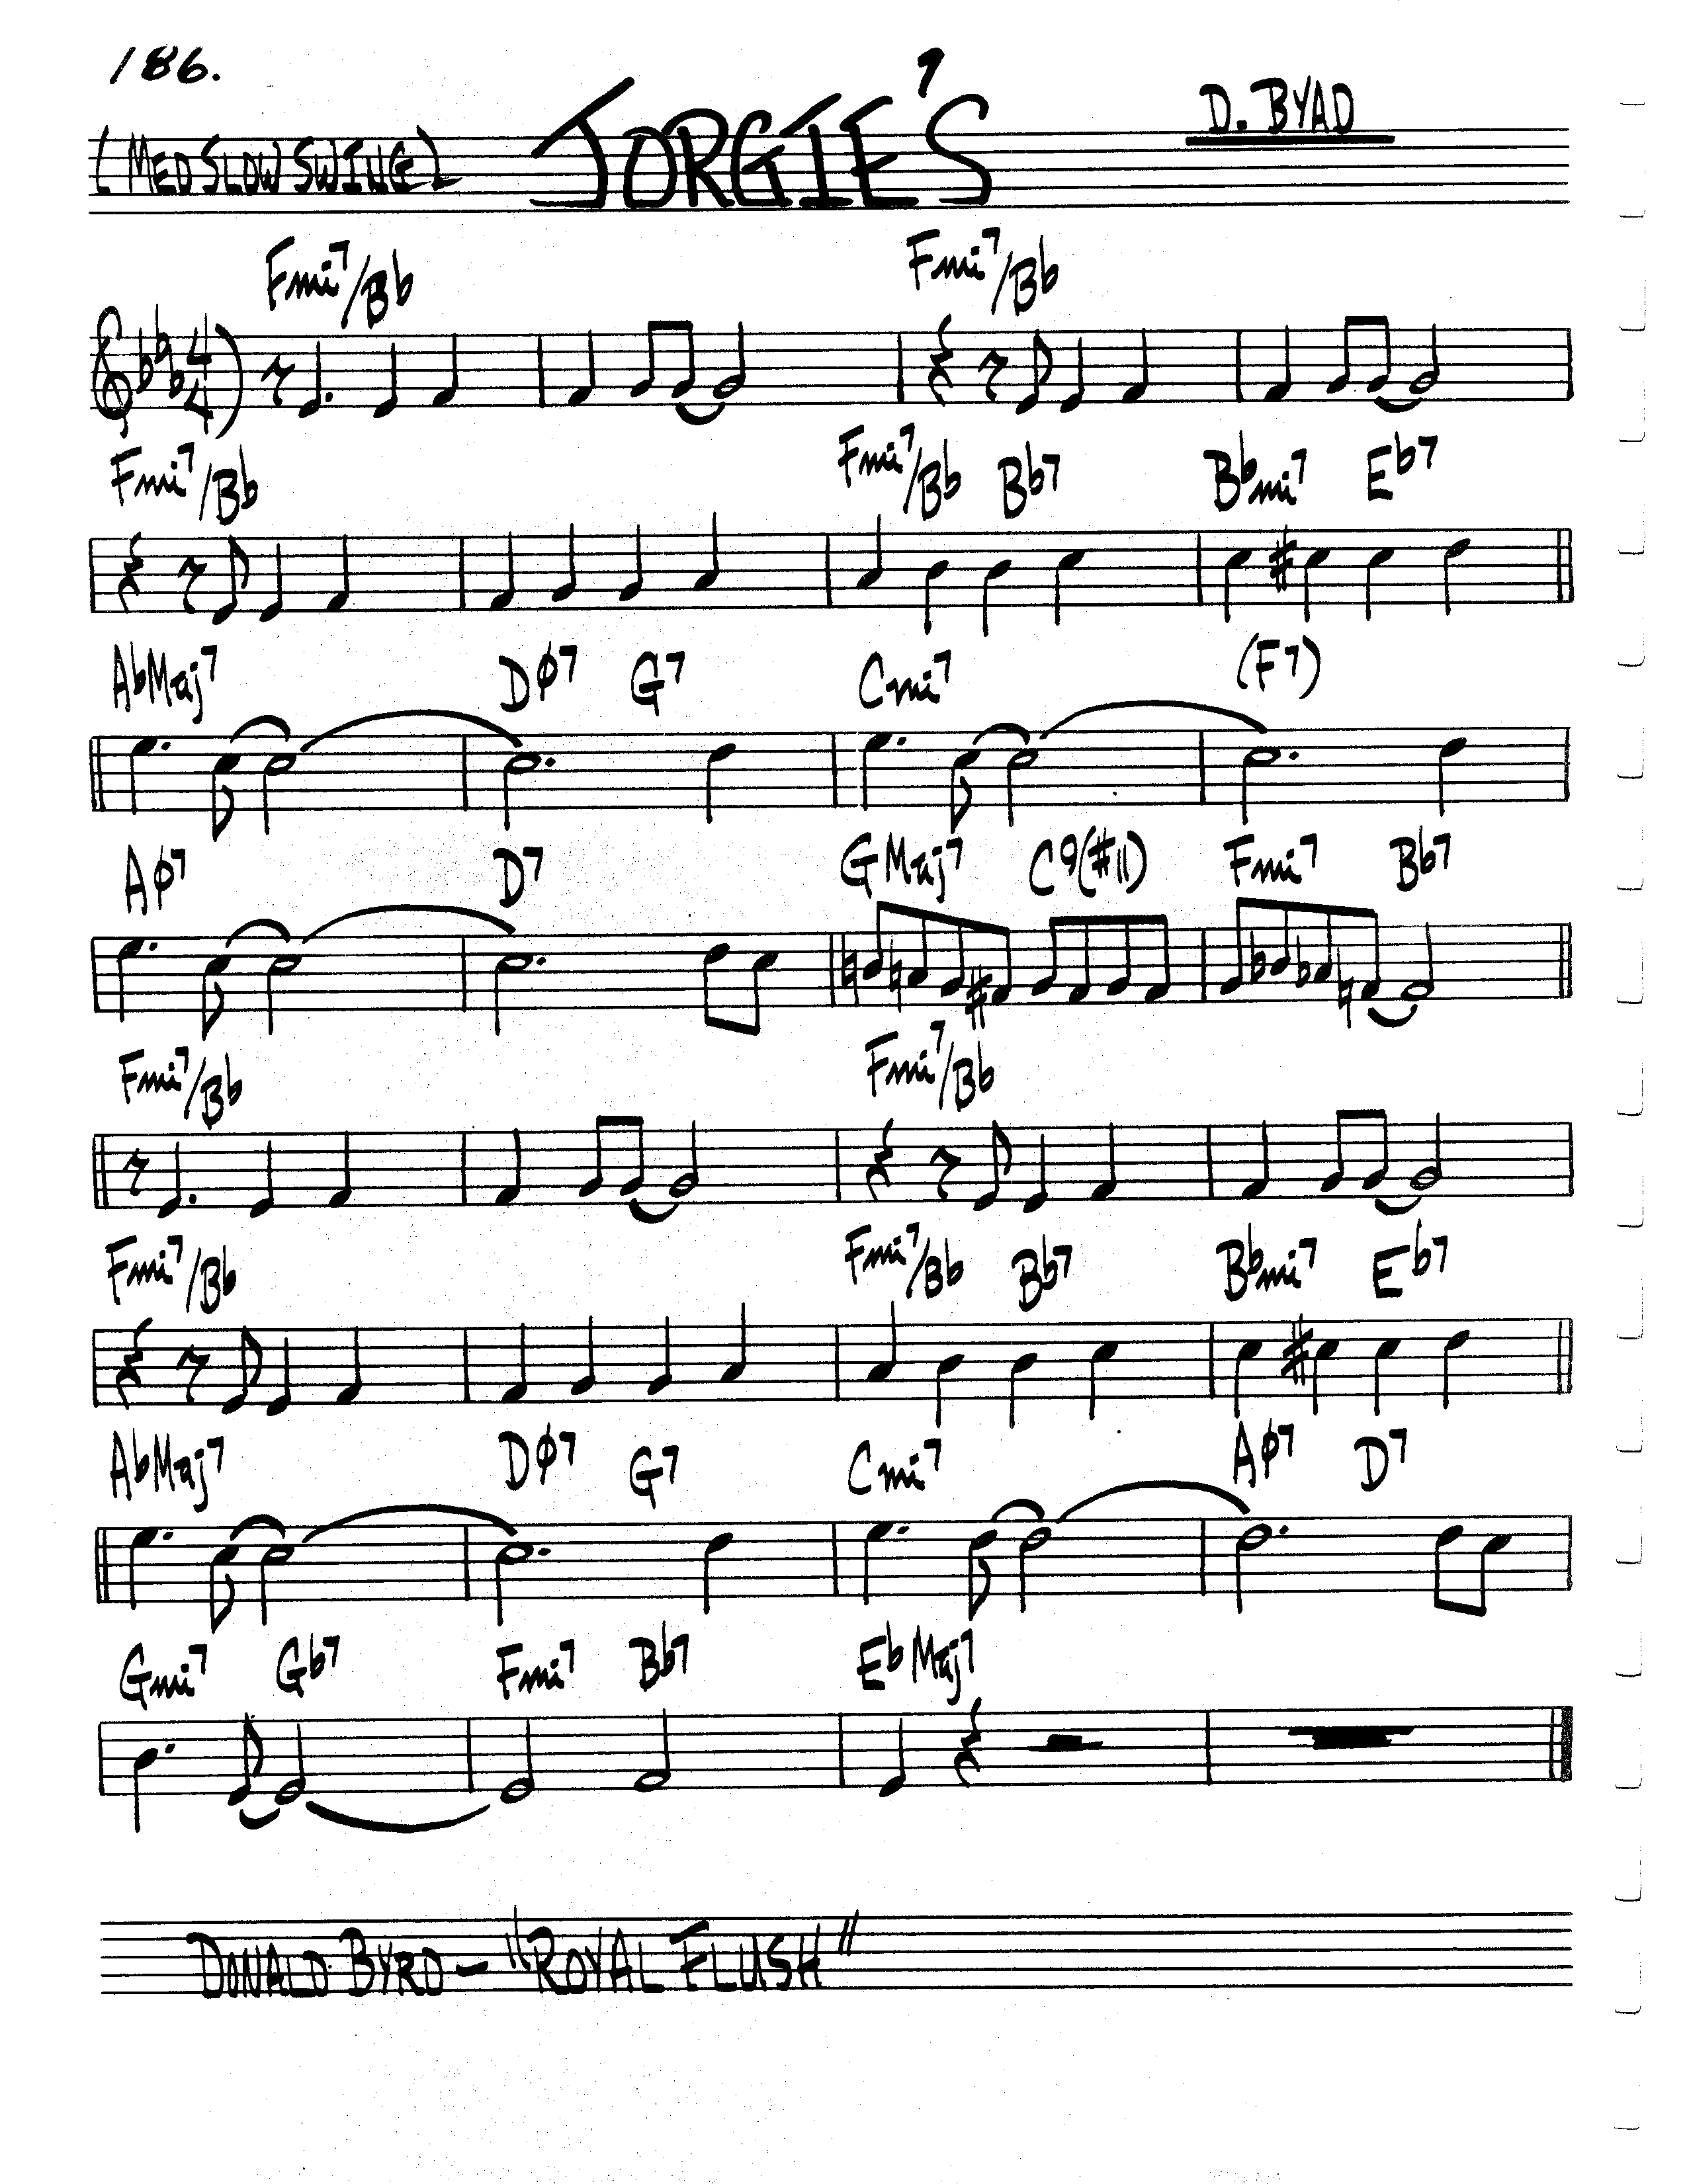 186.
(MED SLOW SWING) JORGIE'S D. BYRD
Fmi7/Bb Fmi7/Bb
4/4
Fmi7/Bb Fmi7/Bb Bb7 Bbmi7 Eb7
AbMaj7 DØ7 G7 Cmi7 (F7)
AØ7 D7 GMaj7 C9(#11) Fmi7 Bb7
Fmi7/Bb Fmi7/Bb
Fmi7/Bb Fmi7/Bb Bb7 Bbmi7 Eb7
AbMaj7 DØ7 G7 Cmi7 AØ7 D7
Gmi7 Gb7 Fmi7 Bb7 EbMaj7
DONALD BYRD – "ROYAL FLUSH"